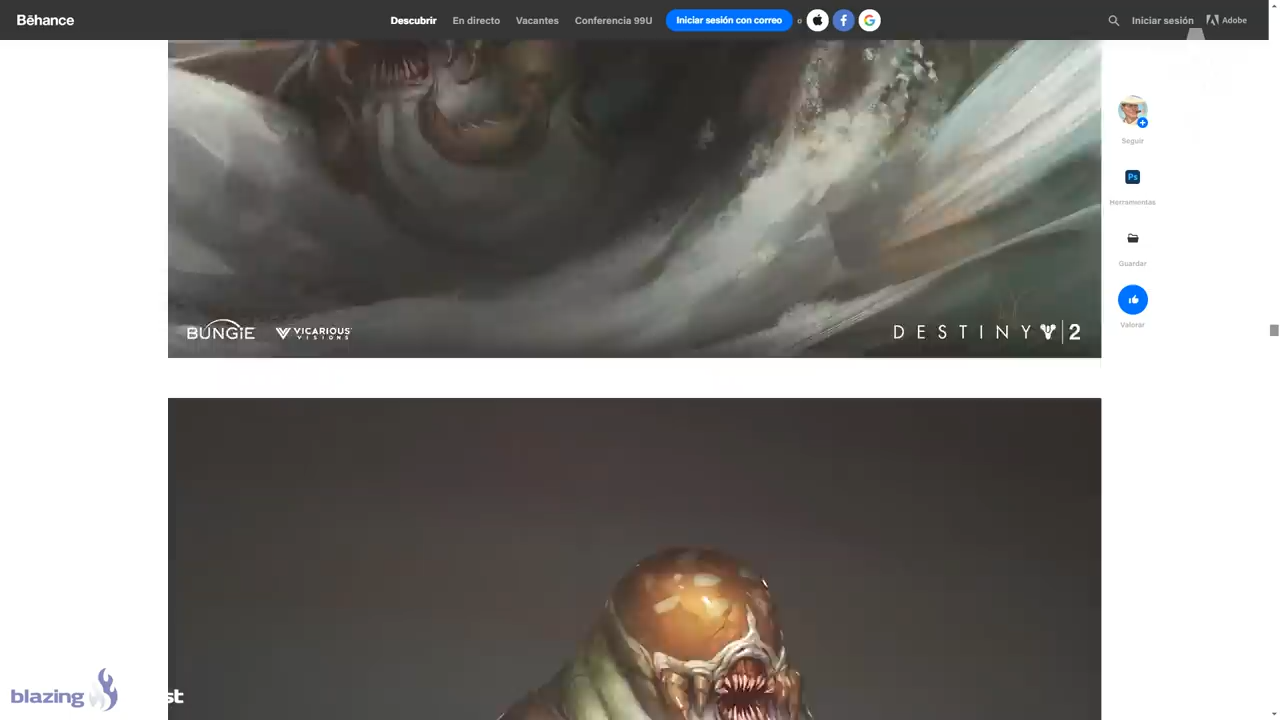 Bēhance
Descubrir
En directo
Vacantes
Conferencia 99U
Iniciar sesión con correo
o
Iniciar sesión
Adobe
Seguir
Ps
Herramientas
Guardar
Valorar
BUNGIE
VICARIOUS
VISIONS
DESTINY 2
blazing
st